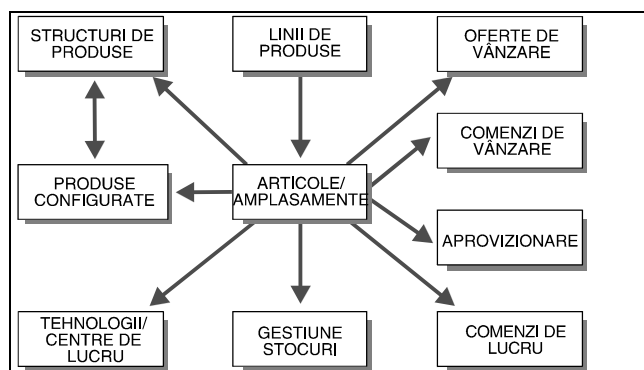 STRUCTURI DE
PRODUSE
LINII DE
PRODUSE
OFERTE DE
VÂNZARE
COMENZI DE
VÂNZARE
PRODUSE
CONFIGURATE
ARTICOLE/
AMPLASAMENTE
APROVIZIONARE
TEHNOLOGII/
CENTRE DE
LUCRU
GESTIUNE
STOCURI
COMENZI DE
LUCRU